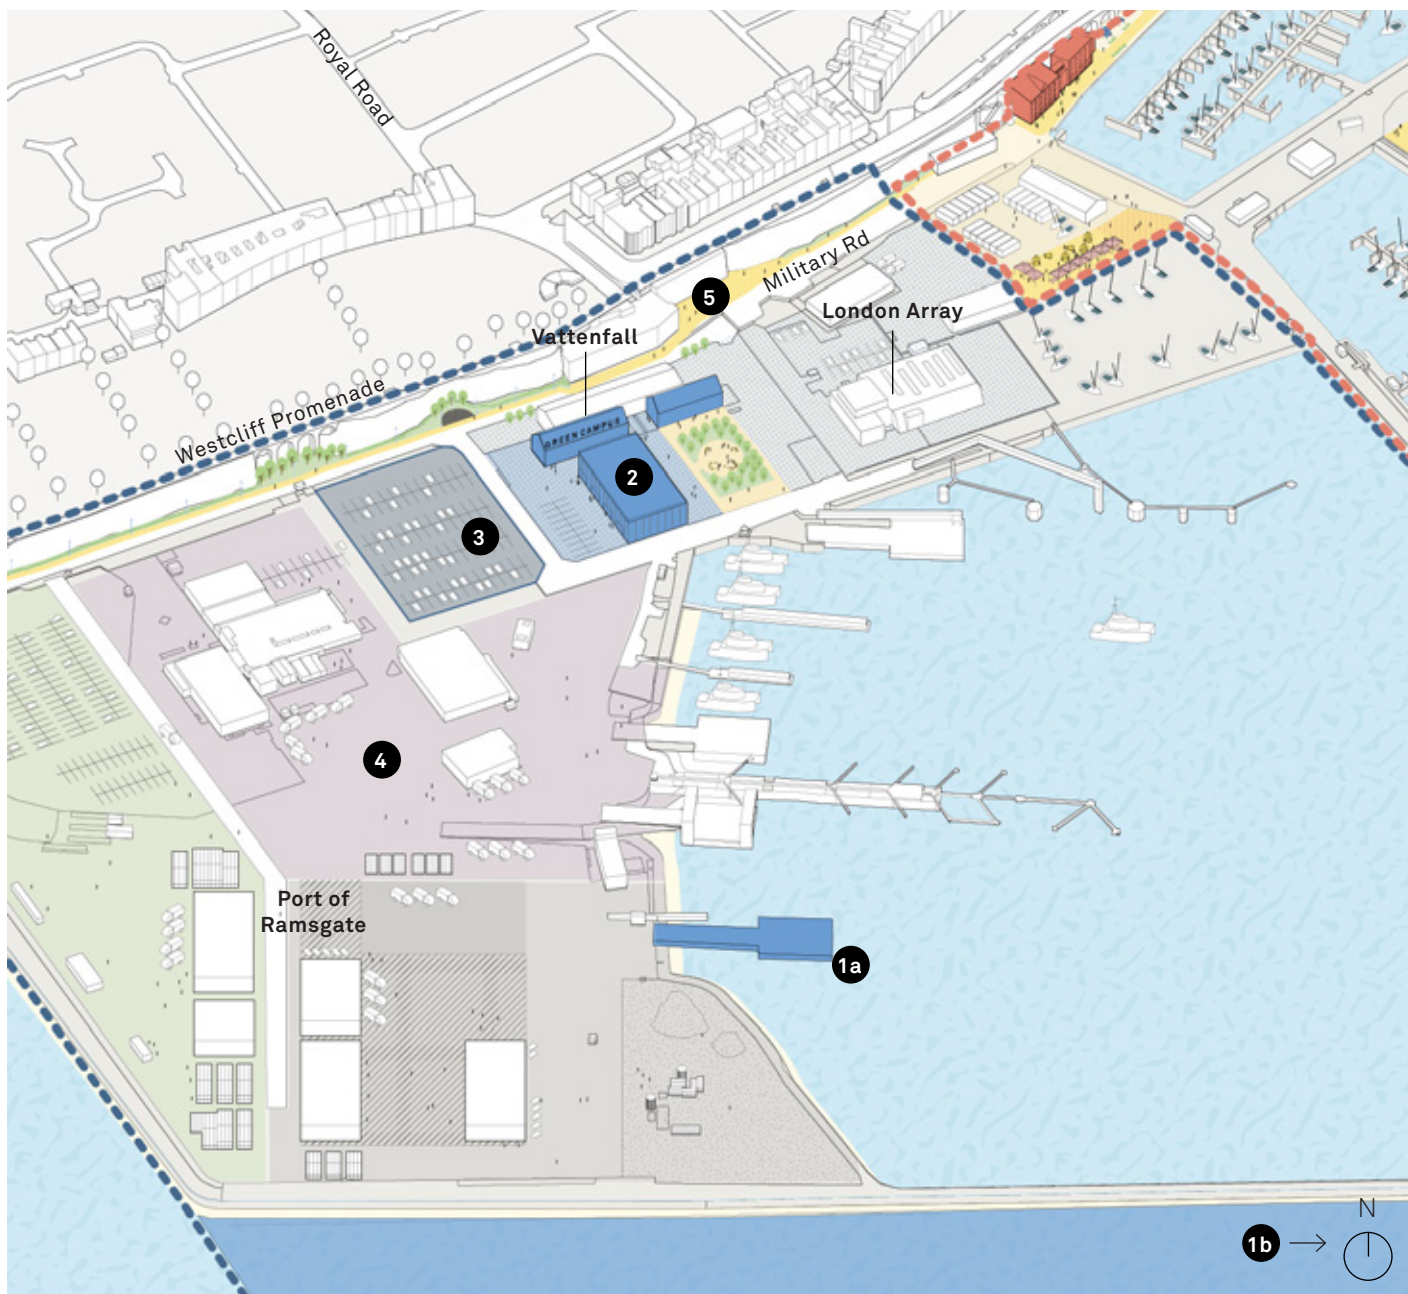 Royal Road
Military Rd
5
London Array
Vattenfall
Westcliff Promenade
GREEN CAMPUS
2
3
4
Port of
Ramsgate
1a
N
1b